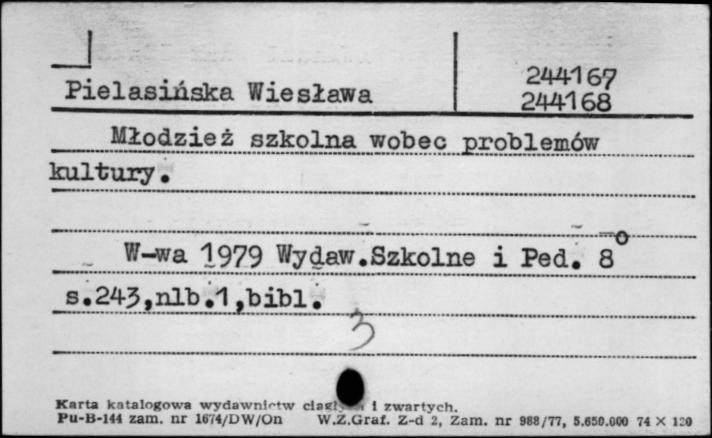 244167
Pielasińska Wiesława 244168
Młodzież szkolna wobec problemów
kultury.
W-wa 1979 Wydaw.Szkolne i Ped. 8°
s.243,nlb.1,bibl.
3
Karta katalogowa wydawnictw i zwartych.
Pu-B-144 zam. nr 1674/DW/On W.Z.Graf. Z-d 2, Zam. nr 988/77, 5.650.000 74 X 120